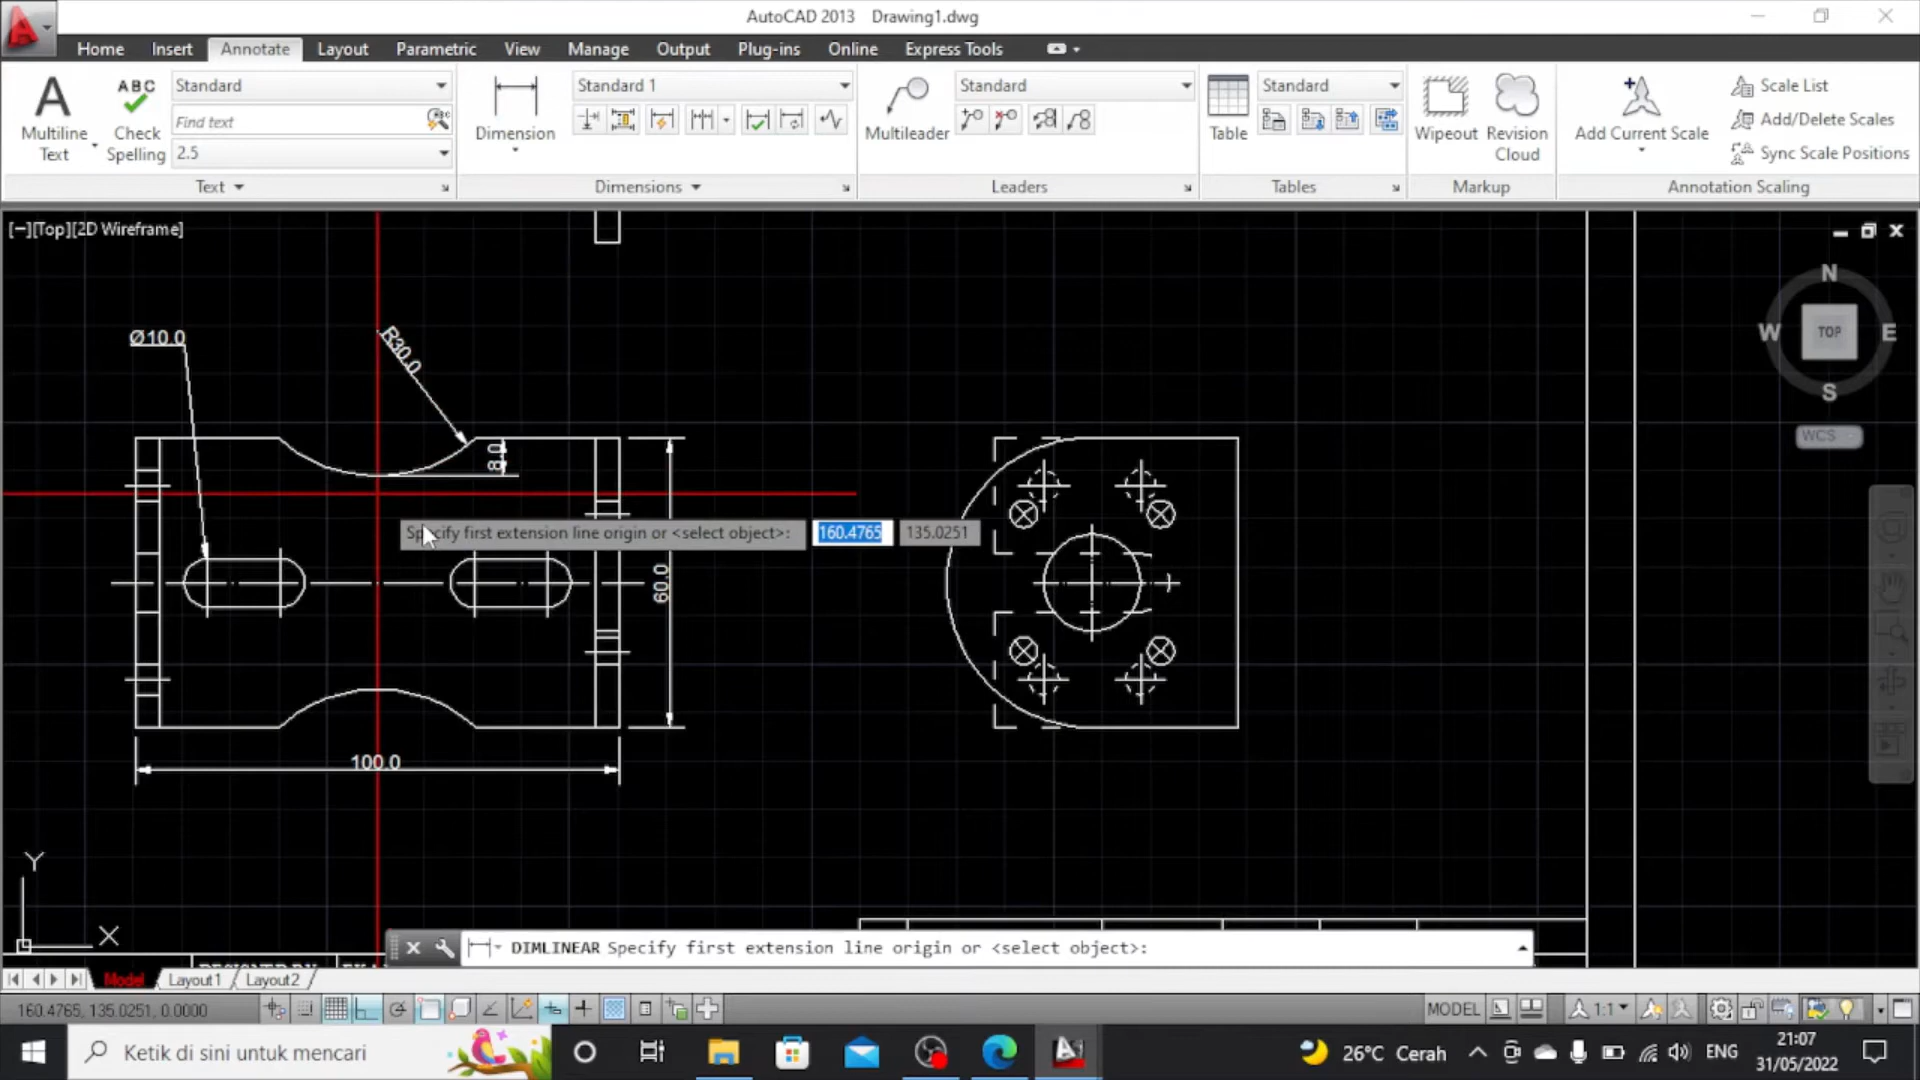 AutoCAD 2013 Drawing1.dwg
Home Insert Annotate Layout Parametric View Manage Output Plug-ins Online Express Tools
A ABC Standard Standard 1 Standard Standard Scale List
Find text
Multiline Text Check Spelling Dimension Multileader Table Wipeout Revision Cloud Add Current Scale Add/Delete Scales
2.5 Sync Scale Positions
Text Dimensions Leaders Tables Markup Annotation Scaling
[−][Top][2D Wireframe]
N
W TOP E
S
WCS
Ø10.0
R30.0
8.0
Specify first extension line origin or <select object>: 160.4765 135.0251
60.0
100.0
Y
X
DIMLINEAR Specify first extension line origin or <select object>:
Model Layout1 Layout2
160.4765, 135.0251, 0.0000 MODEL 1:1
Ketik di sini untuk mencari 26°C Cerah ENG 21:07
31/05/2022